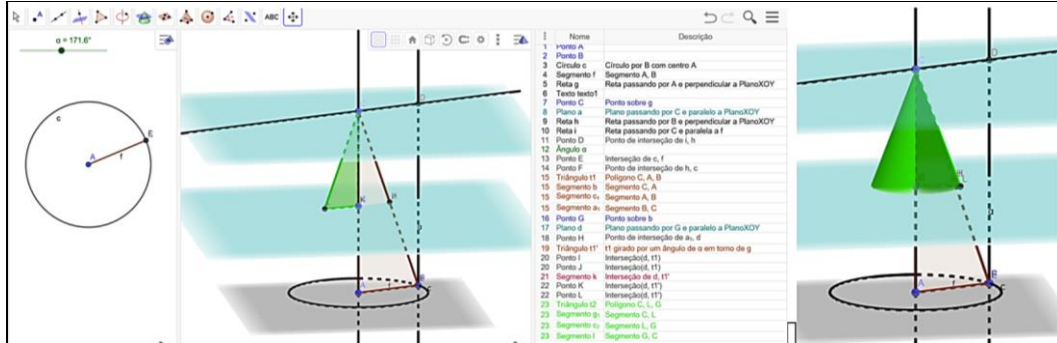 ABC
α = 171.6°
c
E
A
f
D
K
H
A
f
B
C
Nome Descrição
1 Ponto A
2 Ponto B
3 Círculo c Círculo por B com centro A
4 Segmento f Segmento A, B
5 Reta g Reta passando por A e perpendicular a PlanoXOY
6 Texto texto1
7 Ponto C Ponto sobre g
8 Plano a Plano passando por C e paralelo a PlanoXOY
9 Reta h Reta passando por B e perpendicular a PlanoXOY
10 Reta i Reta passando por C e paralela a f
11 Ponto D Ponto de interseção de i, h
12 Ângulo α
13 Ponto E Interseção de c, f
14 Ponto F Ponto de interseção de h, c
15 Triângulo t1 Polígono C, A, B
15 Segmento b Segmento C, A
15 Segmento c₁ Segmento A, B
15 Segmento a₁ Segmento B, C
16 Ponto G Ponto sobre b
17 Plano d Plano passando por G e paralelo a PlanoXOY
18 Ponto H Ponto de interseção de a₁, d
19 Triângulo t1' t1 girado por um ângulo de α em torno de g
20 Ponto I Interseção(d, t1)
20 Ponto J Interseção(d, t1)
21 Segmento k Interseção de d, t1'
22 Ponto K Interseção(d, t1')
22 Ponto L Interseção(d, t1')
23 Triângulo t2 Polígono C, L, G
23 Segmento g₁ Segmento C, L
23 Segmento c₂ Segmento L, G
23 Segmento l Segmento G, C
D
L
A
f
C